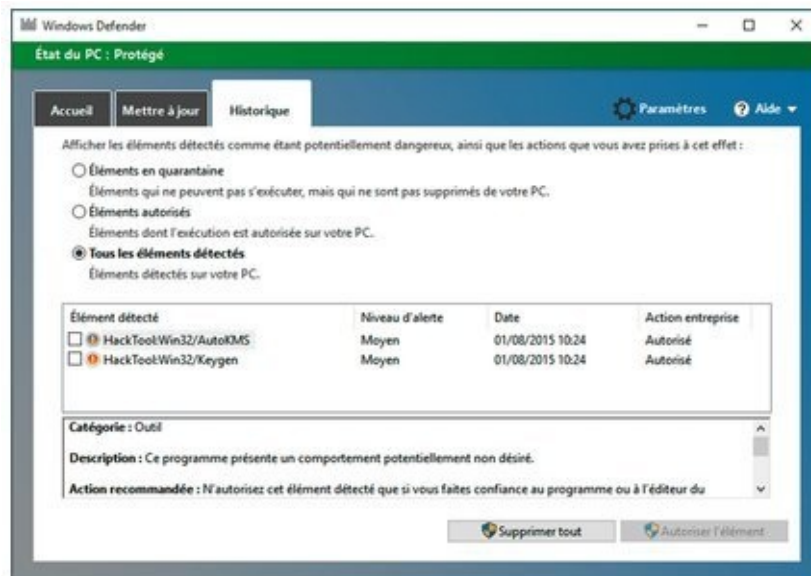 Windows Defender
État du PC : Protégé
Accueil
Mettre à jour
Historique
Paramètres
Aide
Afficher les éléments détectés comme étant potentiellement dangereux, ainsi que les actions que vous avez prises à cet effet :
Éléments en quarantaine
Éléments qui ne peuvent pas s'exécuter, mais qui ne sont pas supprimés de votre PC.
Éléments autorisés
Éléments dont l'exécution est autorisée sur votre PC.
Tous les éléments détectés
Éléments détectés sur votre PC.
Élément détecté Niveau d'alerte Date Action entreprise
HackTool:Win32/AutoKMS Moyen 01/08/2015 10:24 Autorisé
HackTool:Win32/Keygen Moyen 01/08/2015 10:24 Autorisé
Catégorie : Outil
Description : Ce programme présente un comportement potentiellement non désiré.
Action recommandée : N'autorisez cet élément détecté que si vous faites confiance au programme ou à l'éditeur du
Supprimer tout
Autoriser l'élément